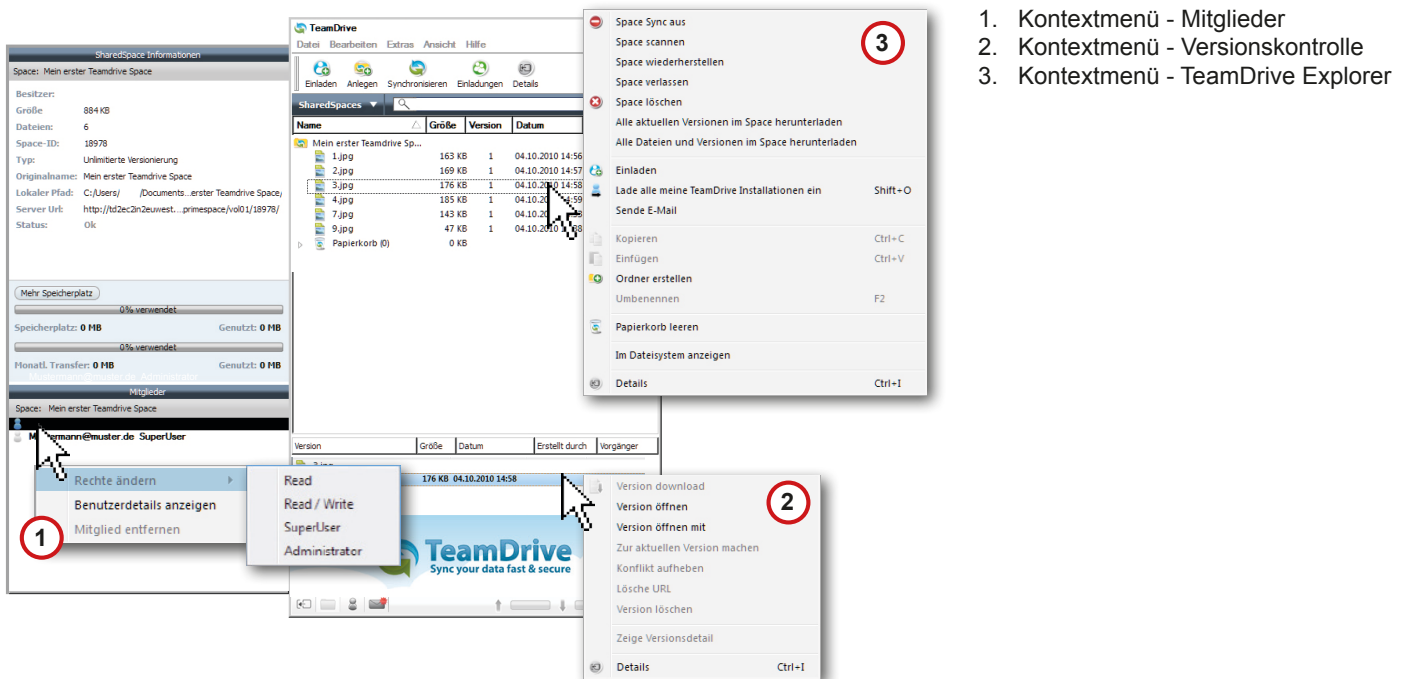 SharedSpace Informationen
Space: Mein erster Teamdrive Space
Besitzer:
Größe 884 KB
Dateien: 6
Space-ID: 18978
Typ: Unlimitierte Versionierung
Originalname: Mein erster Teamdrive Space
Lokaler Pfad: C:/Users/ /Documents...erster Teamdrive Space/
Server Url: http://td2ec2in2euwest....primespace/vol01/18978/
Status: Ok
Mehr Speicherplatz
0% verwendet
Speicherplatz: 0 MB Genutzt: 0 MB
0% verwendet
Monatl. Transfer: 0 MB Genutzt: 0 MB
Mitglieder
Space: Mein erster Teamdrive Space
SuperUser
Rechte ändern
Benutzerdetails anzeigen
Mitglied entfernen
1
Read
Read / Write
SuperUser
Administrator
TeamDrive
Datei Bearbeiten Extras Ansicht Hilfe
Einladen Anlegen Synchronisieren Einladungen Details
SharedSpaces
Name Größe Version Datum
Mein erster Teamdrive Sp...
1.jpg 163 KB 1 04.10.2010 14:56
2.jpg 169 KB 1 04.10.2010 14:57
3.jpg 176 KB 1 04.10.2010 14:58
4.jpg 185 KB 1
7.jpg 143 KB 1
9.jpg 47 KB 1
Papierkorb (0) 0 KB
Version Größe Datum Erstellt durch Vorgänger
176 KB 04.10.2010 14:58
TeamDrive
Sync your data fast & secure
Space Sync aus
Space scannen
Space wiederherstellen
Space verlassen
Space löschen
Alle aktuellen Versionen im Space herunterladen
Alle Dateien und Versionen im Space herunterladen
Einladen
Lade alle meine TeamDrive Installationen ein Shift+O
Sende E-Mail
Kopieren Ctrl+C
Einfügen Ctrl+V
Ordner erstellen
Umbenennen F2
Papierkorb leeren
Im Dateisystem anzeigen
Details Ctrl+I
3
Version download
Version öffnen
Version öffnen mit
Zur aktuellen Version machen
Konflikt aufheben
Lösche URL
Version löschen
Zeige Versionsdetail
Details Ctrl+I
2
1. Kontextmenü - Mitglieder
2. Kontextmenü - Versionskontrolle
3. Kontextmenü - TeamDrive Explorer